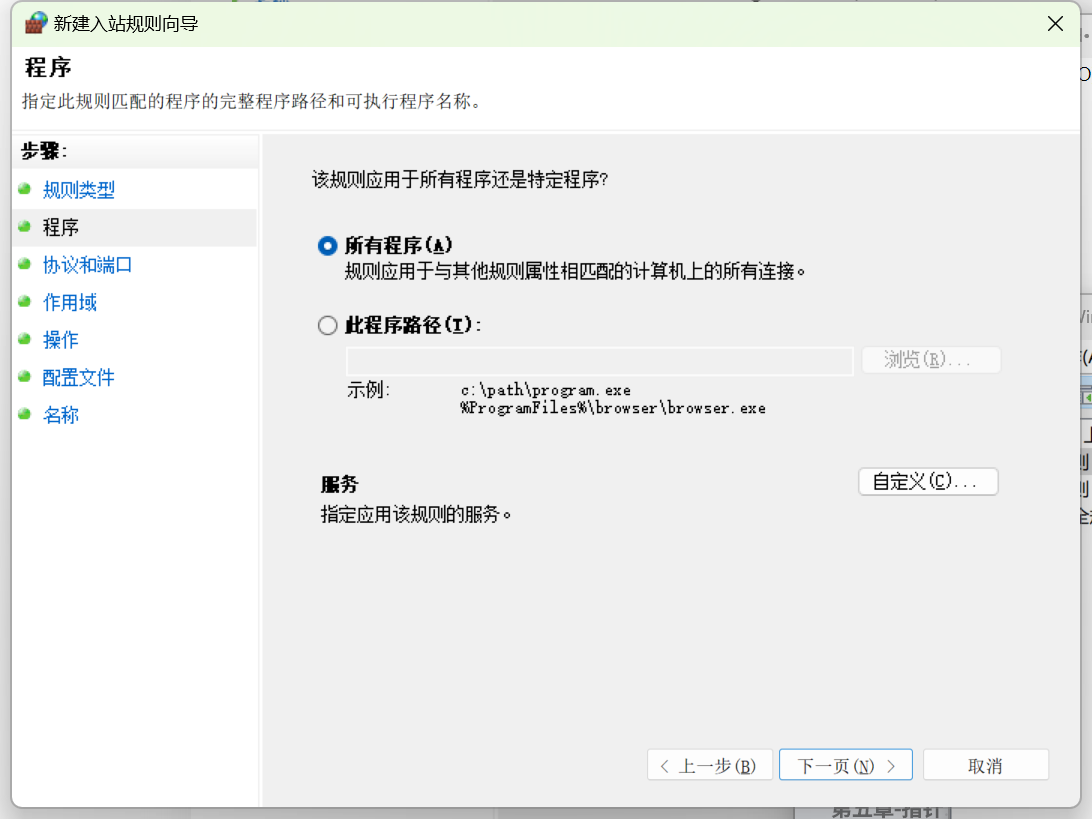 新建入站规则向导
程序
指定此规则匹配的程序的完整程序路径和可执行程序名称。
步骤:
规则类型
程序
协议和端口
作用域
操作
配置文件
名称
该规则应用于所有程序还是特定程序?
所有程序(A)
规则应用于与其他规则属性相匹配的计算机上的所有连接。
此程序路径(T):
浏览(R)...
示例: c:\path\program.exe
%ProgramFiles%\browser\browser.exe
服务
自定义(C)...
指定应用该规则的服务。
< 上一步(B) 下一页(N) > 取消
第五章-指针